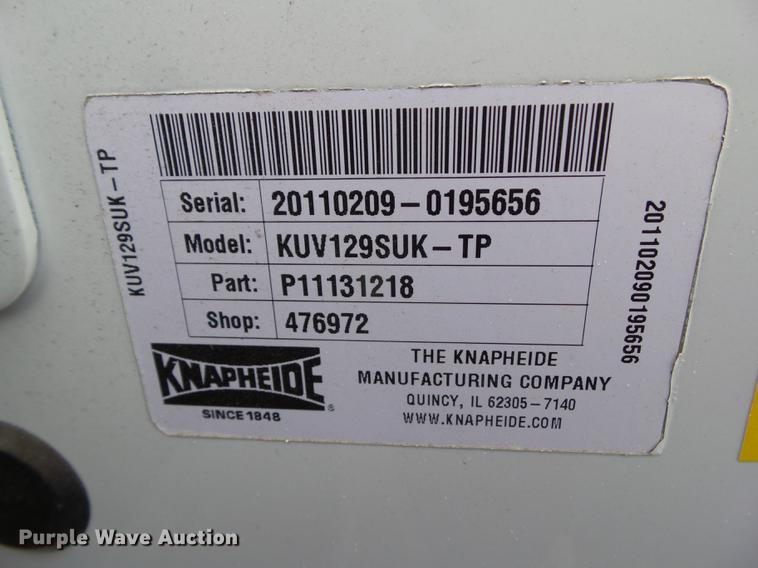 KUV129SUK-TP
Serial: 20110209-0195656
Model: KUV129SUK-TP
Part: P11131218
Shop: 476972
201102090195656
KNAPHEIDE®
SINCE 1848
THE KNAPHEIDE
MANUFACTURING COMPANY
QUINCY, IL 62305-7140
WWW.KNAPHEIDE.COM
Purple Wave Auction